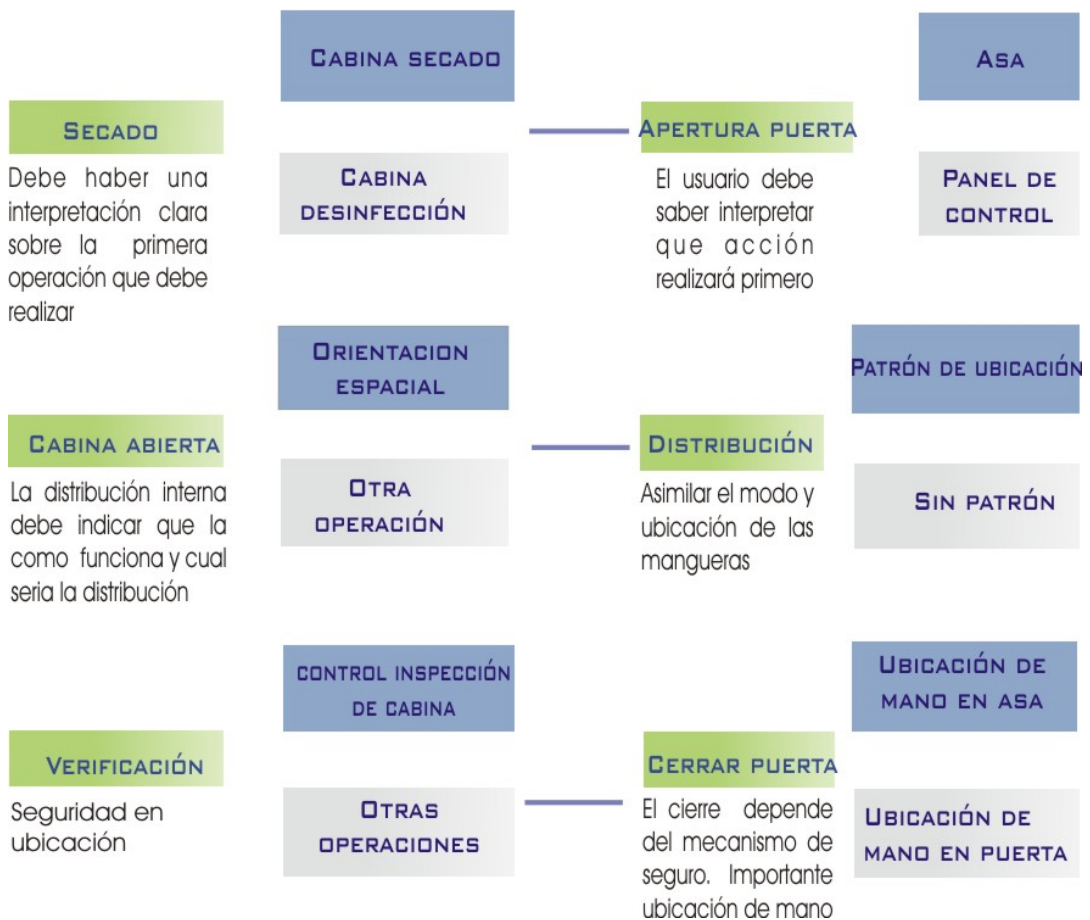 CABINA SECADO
SECADO
Debe haber una
interpretación clara
sobre la primera
operación que debe
realizar
CABINA
DESINFECCIÓN
APERTURA PUERTA
El usuario debe
saber interpretar
que acción
realizará primero
ASA
PANEL DE
CONTROL
ORIENTACION
ESPACIAL
CABINA ABIERTA
La distribución interna
debe indicar que la
como funciona y cual
seria la distribución
OTRA
OPERACIÓN
DISTRIBUCIÓN
Asimilar el modo y
ubicación de las
mangueras
PATRÓN DE UBICACIÓN
SIN PATRÓN
CONTROL INSPECCIÓN
DE CABINA
VERIFICACIÓN
Seguridad en
ubicación
OTRAS
OPERACIONES
CERRAR PUERTA
El cierre depende
del mecanismo de
seguro. Importante
ubicación de mano
UBICACIÓN DE
MANO EN ASA
UBICACIÓN DE
MANO EN PUERTA